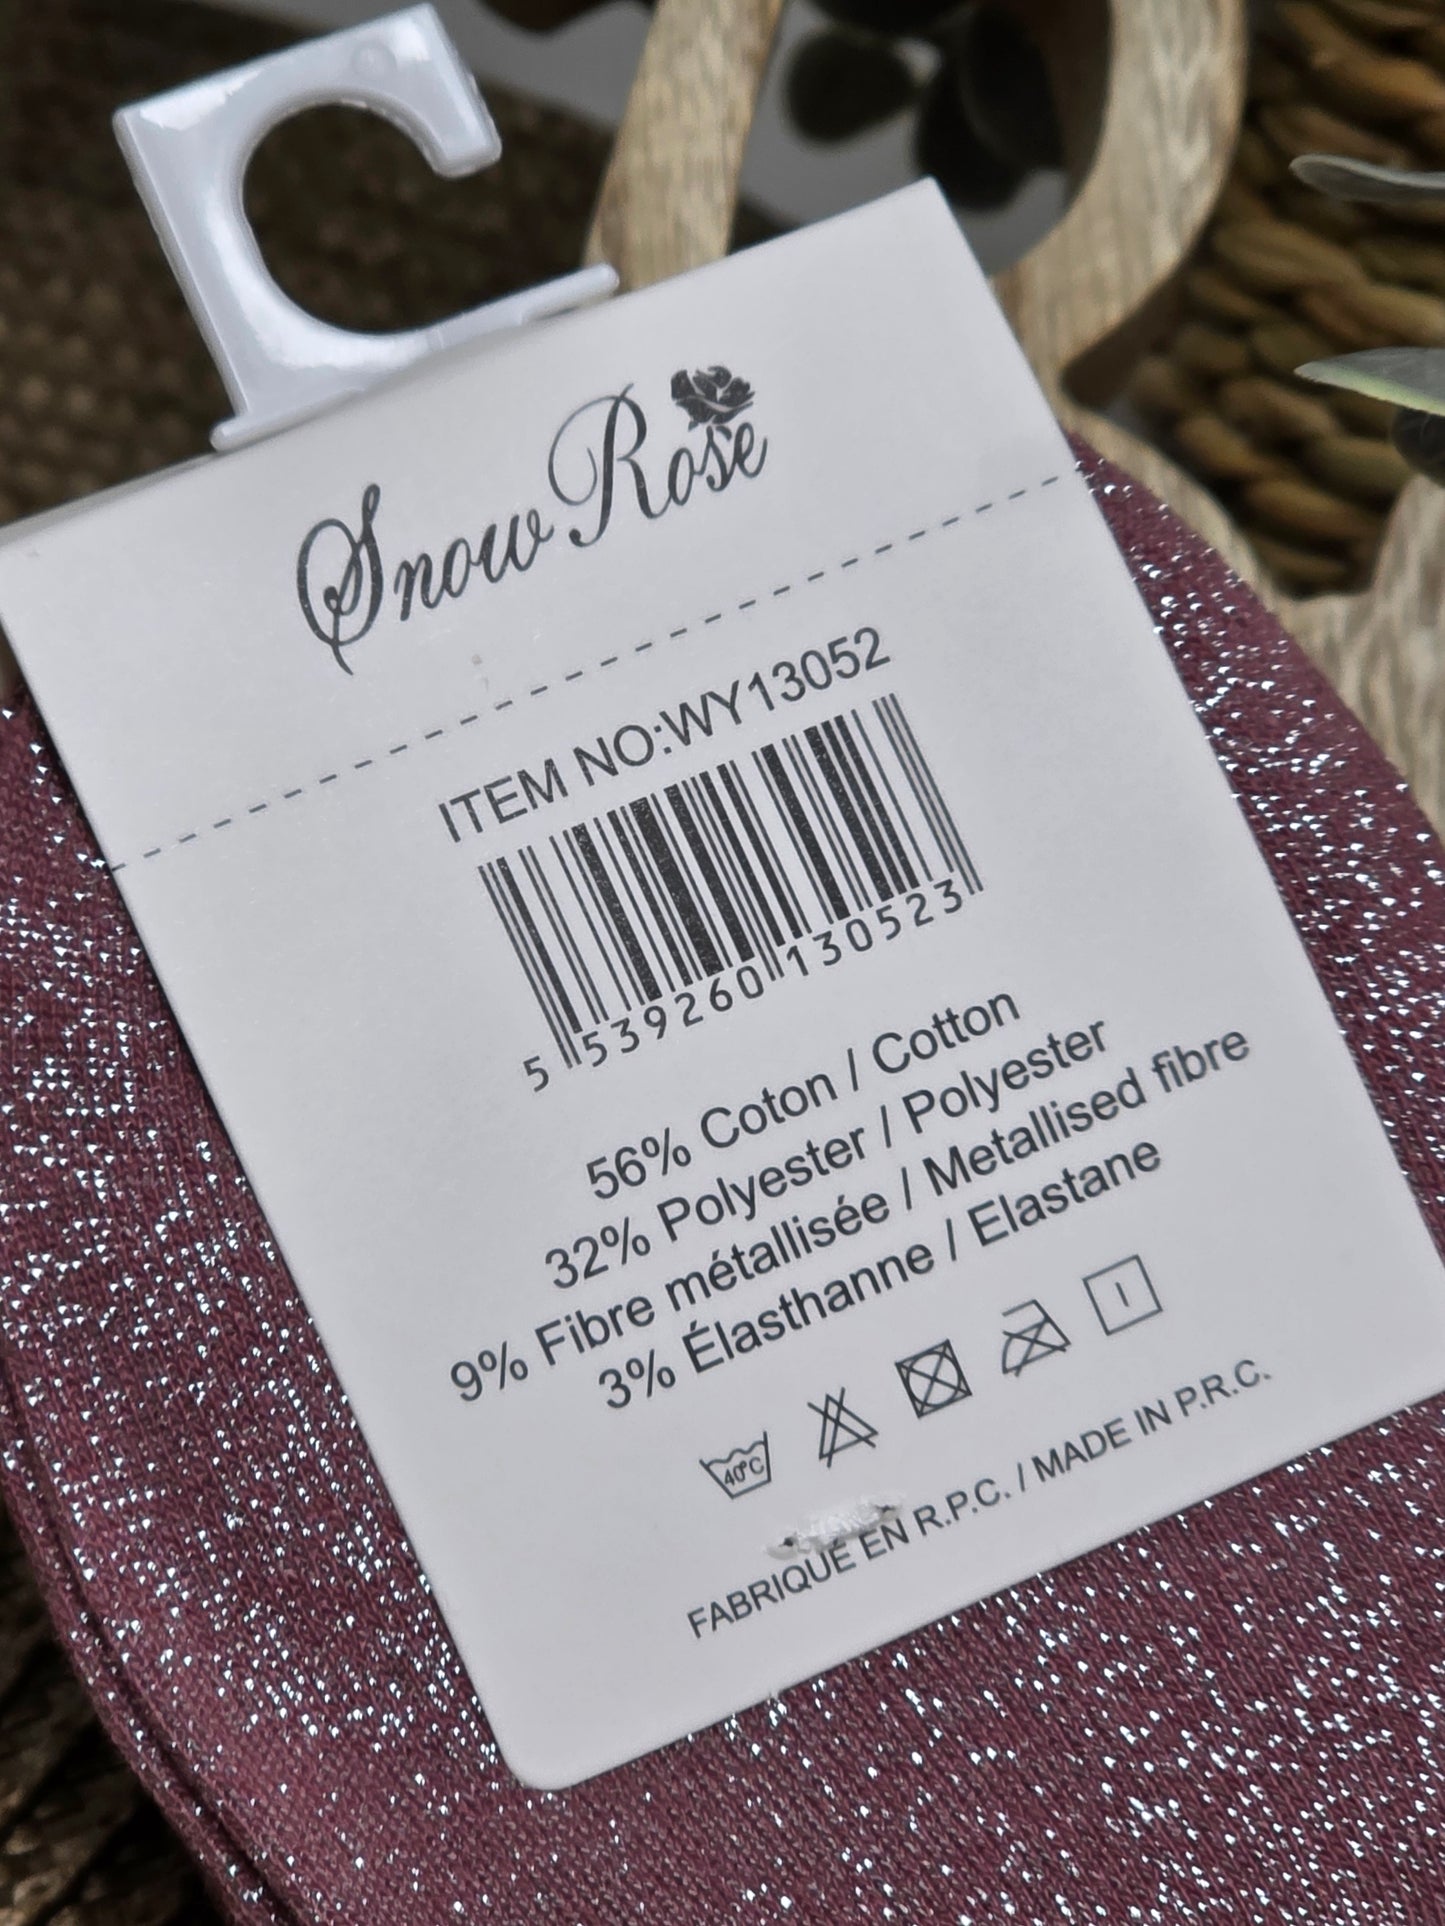 Snow Rose
ITEM NO:WY13052
5 539260 130523
56% Coton / Cotton
32% Polyester / Polyester
9% Fibre métallisée / Metallised fibre
3% Élasthanne / Elastane
40°C
FABRIQUÉ EN R.P.C. / MADE IN P.R.C.